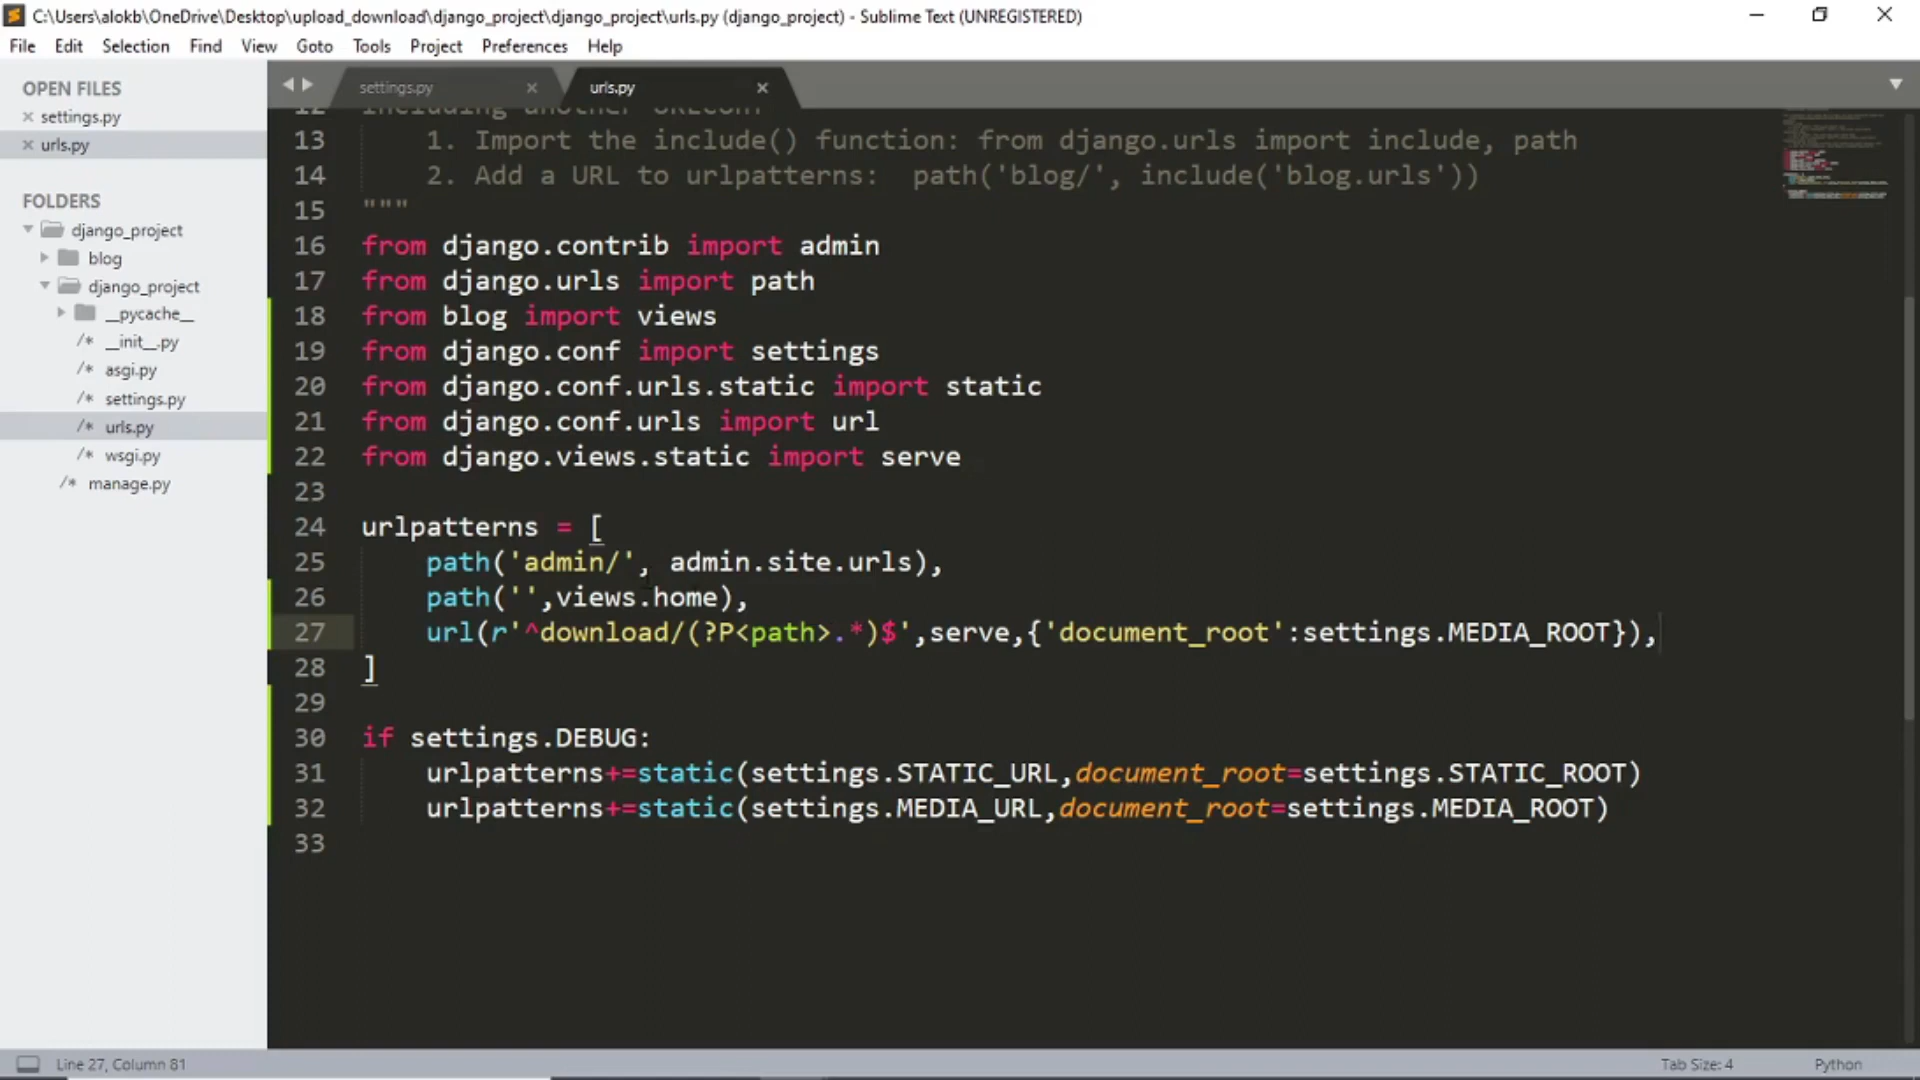 C:\Users\alokb\OneDrive\Desktop\upload_download\django_project\django_project\urls.py (django_project) - Sublime Text (UNREGISTERED)
File Edit Selection Find View Goto Tools Project Preferences Help
OPEN FILES
× settings.py
× urls.py
FOLDERS
django_project
blog
django_project
__pycache__
/* __init__.py
/* asgi.py
/* settings.py
/* urls.py
/* wsgi.py
/* manage.py
settings.py × urls.py ×
12 Including another URLconf
13 1. Import the include() function: from django.urls import include, path
14 2. Add a URL to urlpatterns:  path('blog/', include('blog.urls'))
15 """
16 from django.contrib import admin
17 from django.urls import path
18 from blog import views
19 from django.conf import settings
20 from django.conf.urls.static import static
21 from django.conf.urls import url
22 from django.views.static import serve
23
24 urlpatterns = [
25 path('admin/', admin.site.urls),
26 path('',views.home),
27 url(r'^download/(?P<path>.*)$',serve,{'document_root':settings.MEDIA_ROOT}),
28 ]
29
30 if settings.DEBUG:
31 urlpatterns+=static(settings.STATIC_URL,document_root=settings.STATIC_ROOT)
32 urlpatterns+=static(settings.MEDIA_URL,document_root=settings.MEDIA_ROOT)
33
Line 27, Column 81
Tab Size: 4
Python